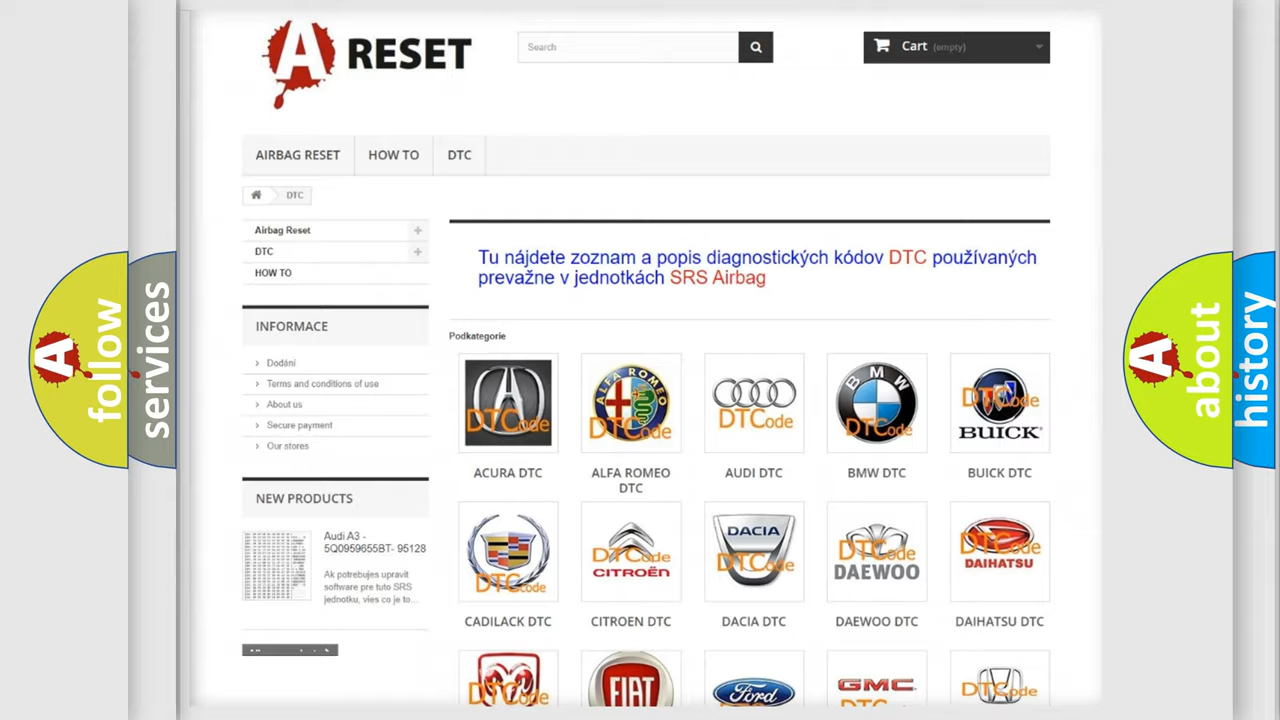 A RESET
Search
Cart (empty)
AIRBAG RESET
HOW TO
DTC
DTC
Airbag Reset
DTC
HOW TO
INFORMACE
Dodání
Terms and conditions of use
About us
Secure payment
Our stores
NEW PRODUCTS
Audi A3 -
5Q0959655BT- 95128
Ak potrebujes upravit
software pre tuto SRS
jednotku, vies co je to...
Tu nájdete zoznam a popis diagnostických kódov DTC používaných
prevažne v jednotkách SRS Airbag
Podkategorie
DTCode
ALFA ROMEO
DTCode
DTCode
BMW
DTCode
DTCode
BUICK
ACURA DTC
ALFA ROMEO
DTC
AUDI DTC
BMW DTC
BUICK DTC
DTCode
DTCode
CITROËN
DACIA
DTCode
DTCode
DAEWOO
DTCode
DAIHATSU
CADILACK DTC
CITROEN DTC
DACIA DTC
DAEWOO DTC
DAIHATSU DTC
DTCode
FIAT
Ford
GMC
DTCode
A follow
services
A about
history